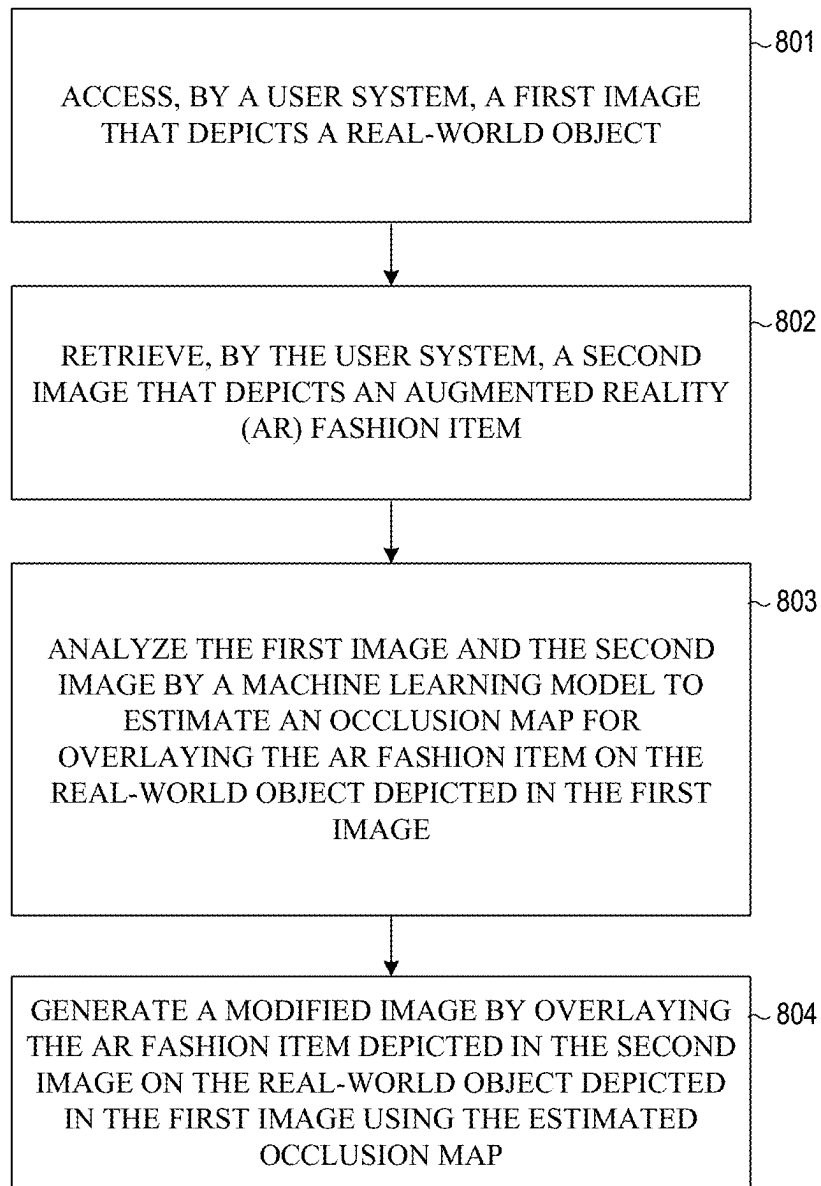 801
ACCESS, BY A USER SYSTEM, A FIRST IMAGE
THAT DEPICTS A REAL-WORLD OBJECT
802
RETRIEVE, BY THE USER SYSTEM, A SECOND
IMAGE THAT DEPICTS AN AUGMENTED REALITY
(AR) FASHION ITEM
803
ANALYZE THE FIRST IMAGE AND THE SECOND
IMAGE BY A MACHINE LEARNING MODEL TO
ESTIMATE AN OCCLUSION MAP FOR
OVERLAYING THE AR FASHION ITEM ON THE
REAL-WORLD OBJECT DEPICTED IN THE FIRST
IMAGE
804
GENERATE A MODIFIED IMAGE BY OVERLAYING
THE AR FASHION ITEM DEPICTED IN THE SECOND
IMAGE ON THE REAL-WORLD OBJECT DEPICTED
IN THE FIRST IMAGE USING THE ESTIMATED
OCCLUSION MAP